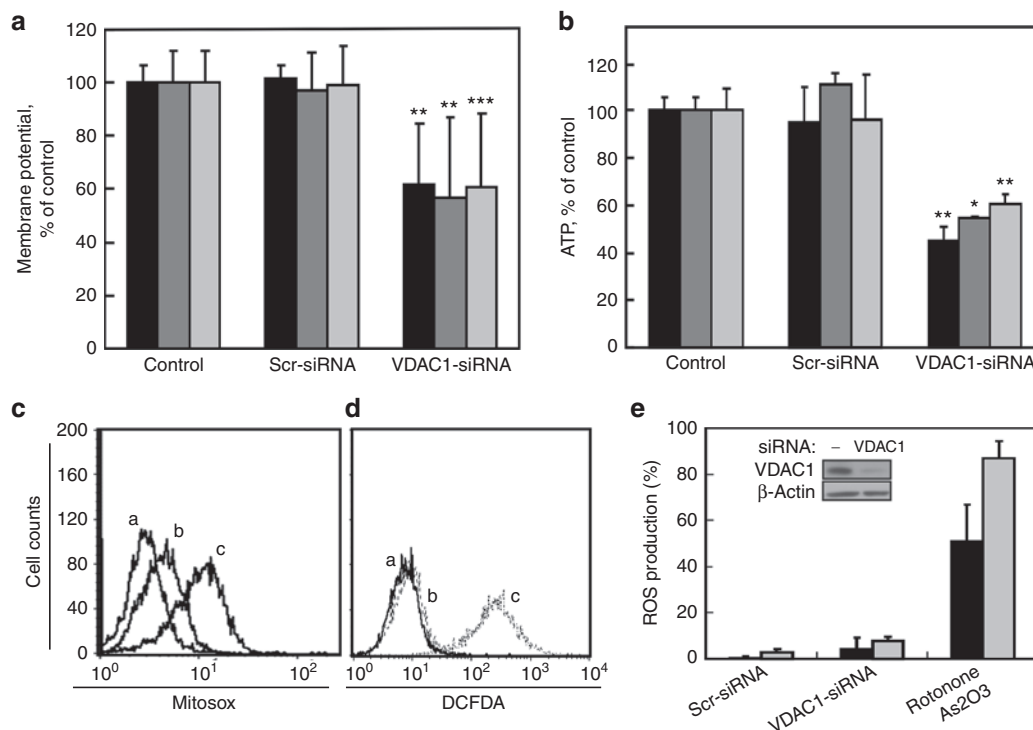 a
120
100
80
60
40
20
0
Membrane potential,
% of control
** ** ***
Control Scr-siRNA VDAC1-siRNA
b
120
100
80
60
40
20
0
ATP, % of control
** * **
Control Scr-siRNA VDAC1-siRNA
c
200
160
120
80
40
0
Cell counts
a b c
10^0 10^1 10^2
Mitosox
d
a b c
10^0 10^1 10^2 10^3 10^4
DCFDA
e
100
80
60
40
20
0
ROS production (%)
siRNA: – VDAC1
VDAC1
β-Actin
Scr-siRNA
VDAC1-siRNA
Rotonone
As2O3